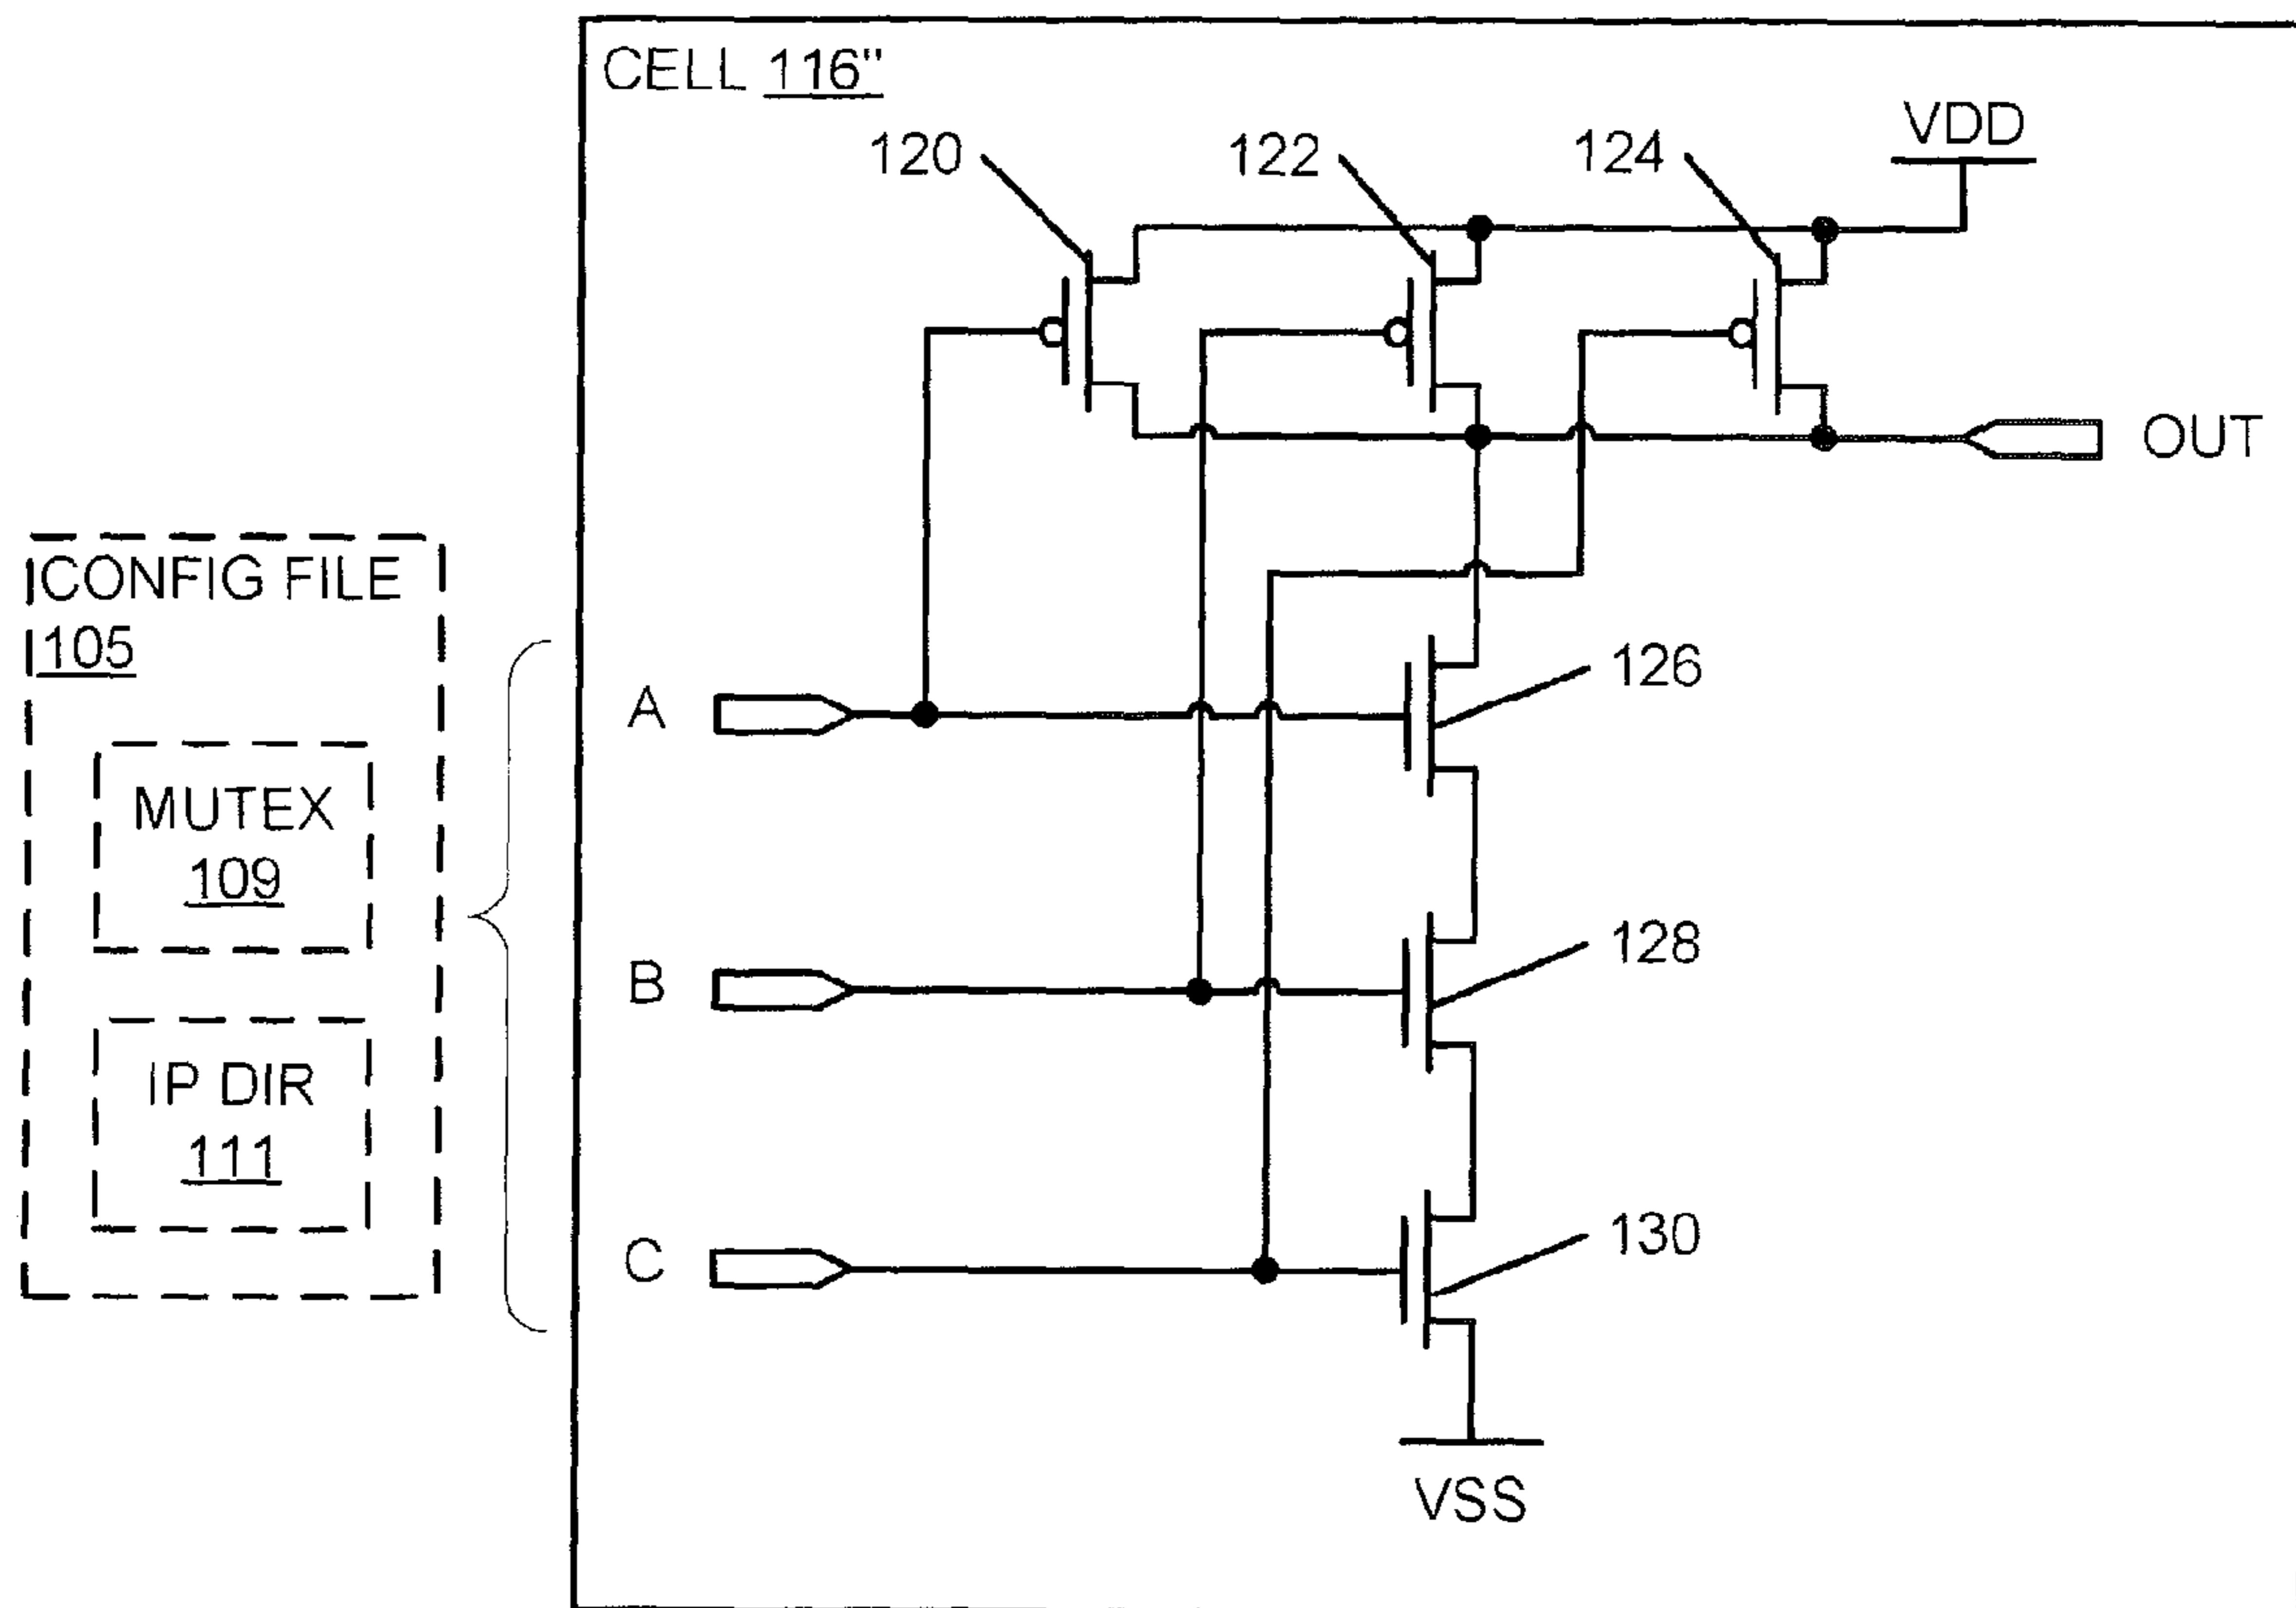 CELL 116"
120
122
124
VDD
OUT
CONFIG FILE
105
MUTEX
109
IP DIR
111
A
126
B
128
C
130
VSS